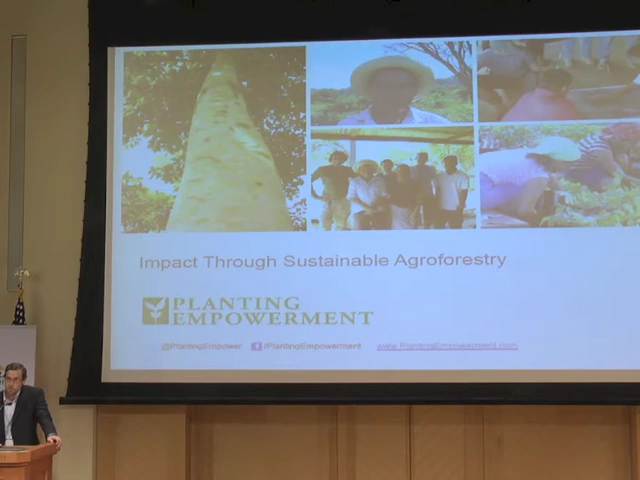 Impact Through Sustainable Agroforestry
PLANTING
EMPOWERMENT
@PlantingEmpower f/PlantingEmpowerment www.PlantingEmpowerment.com